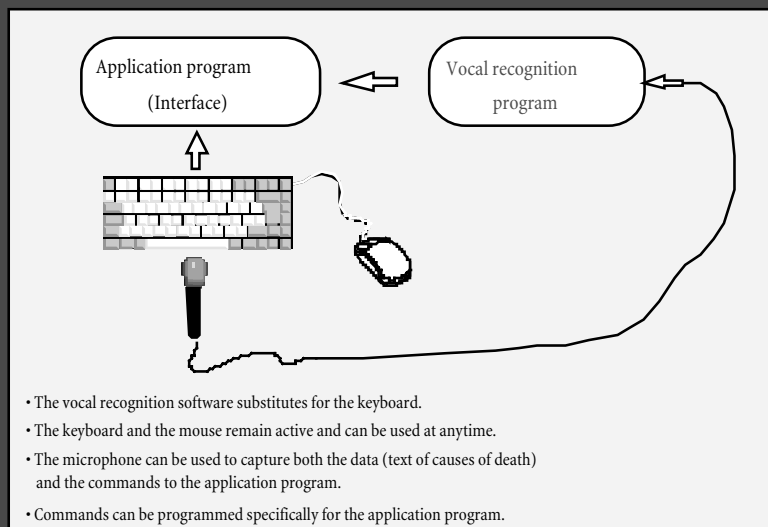 Application program
(Interface)
Vocal recognition
program
• The vocal recognition software substitutes for the keyboard.
• The keyboard and the mouse remain active and can be used at anytime.
• The microphone can be used to capture both the data (text of causes of death)
and the commands to the application program.
• Commands can be programmed specifically for the application program.